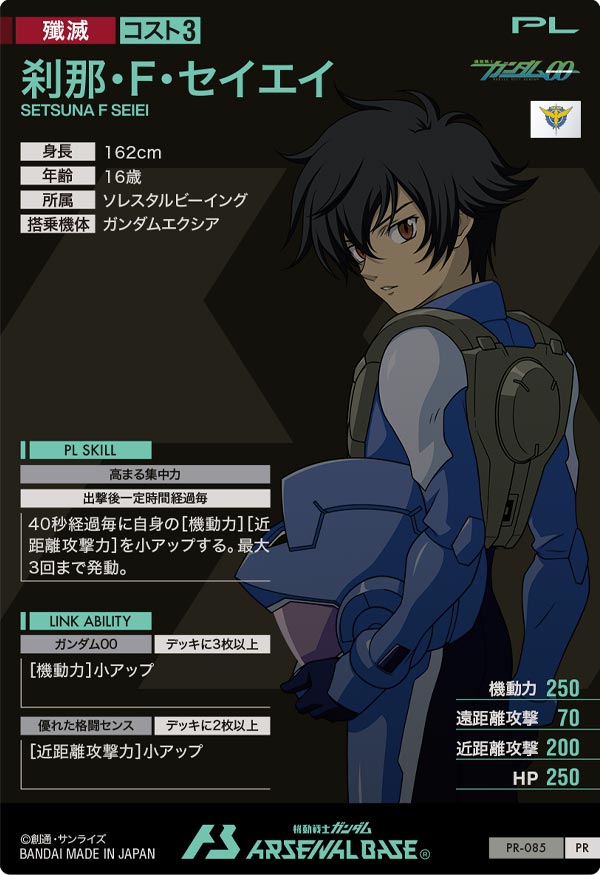 殲滅 コスト3 PL
刹那・F・セイエイ
SETSUNA F SEIEI
機動戦士
ガンダム00
身長 162cm
年齢 16歳
所属 ソレスタルビーイング
搭乗機体 ガンダムエクシア
PL SKILL
高まる集中力
出撃後一定時間経過毎
40秒経過毎に自身の[機動力][近
距離攻撃力]を小アップする。最大
3回まで発動。
LINK ABILITY
ガンダム00 デッキに3枚以上
[機動力]小アップ
優れた格闘センス デッキに2枚以上
[近距離攻撃力]小アップ
機動力 250
遠距離攻撃 70
近距離攻撃 200
HP 250
©創通・サンライズ
BANDAI MADE IN JAPAN
機動戦士ガンダム
ARSENAL BASE®
PR-085 PR